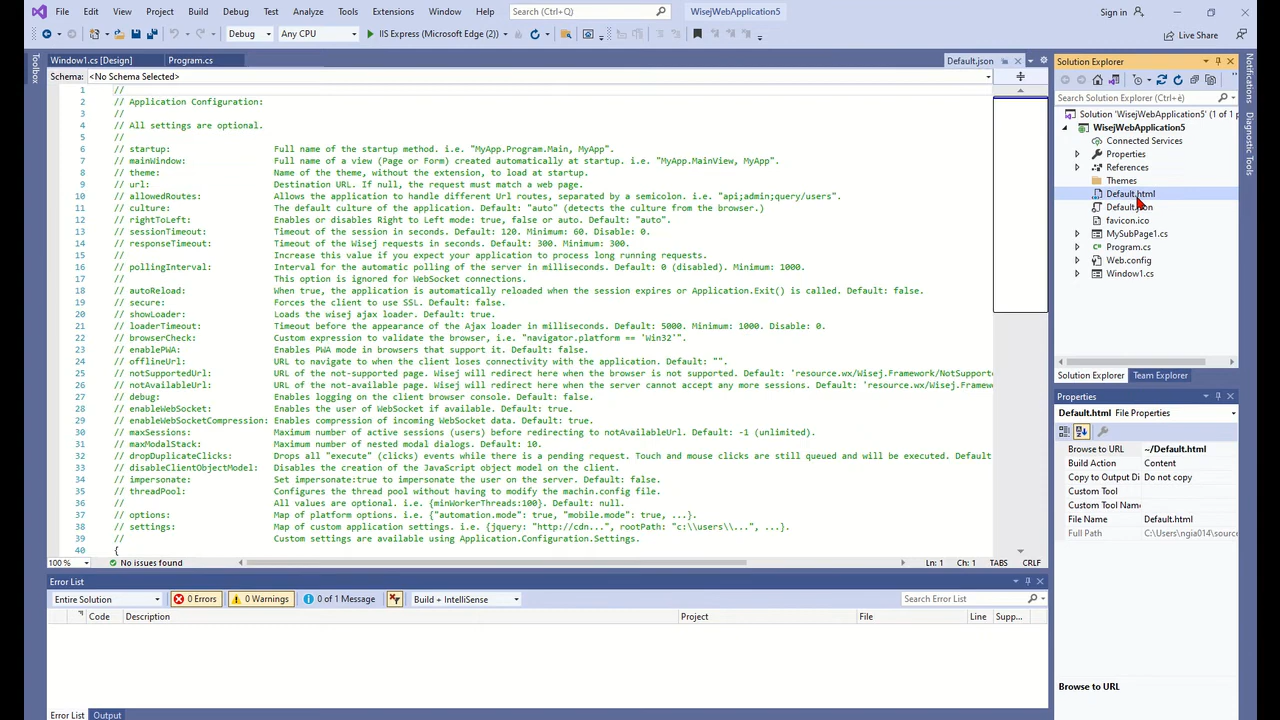 File Edit View Project Build Debug Test Analyze Tools Extensions Window Help Search (Ctrl+Q) WisejWebApplication5 Sign in
Debug Any CPU IIS Express (Microsoft Edge (2)) Live Share
Window1.cs [Design] Program.cs Default.json
Schema: <No Schema Selected>
1 //
2 // Application Configuration:
3 //
4 // All settings are optional.
5 //
6 // startup: Full name of the startup method. i.e. "MyApp.Program.Main, MyApp".
7 // mainWindow: Full name of a view (Page or Form) created automatically at startup. i.e. "MyApp.MainView, MyApp".
8 // theme: Name of the theme, without the extension, to load at startup.
9 // url: Destination URL. If null, the request must match a web page.
10 // allowedRoutes: Allows the application to handle different Url routes, separated by a semicolon. i.e. "api;admin;query/users".
11 // culture: The default culture of the application. "auto" (detects the culture from the browser.)
12 // rightToLeft: Enables or disables Right to Left mode: true, false or auto. Default: "auto".
13 // sessionTimeout: Timeout of the session in seconds. Default: 120. Minimum: 60. Disable: 0.
14 // responseTimeout: Timeout of the Wisej requests in seconds. Default: 300. Minimum: 300.
15 // Increase this value if you expect your application to process long running requests.
16 // pollingInterval: Interval for the automatic polling of the server in milliseconds. Default: 0 (disabled). Minimum: 1000.
17 // This option is ignored for WebSocket connections.
18 // autoReload: When true, the application is automatically reloaded when the session expires or Application.Exit() is called. Default: false.
19 // secure: Forces the client to use SSL. Default: false.
20 // showLoader: Loads the wisej ajax loader. Default: true.
21 // loaderTimeout: Timeout before the appearance of the Ajax loader in milliseconds. Default: 5000. Minimum: 1000. Disable: 0.
22 // browserCheck: Custom expression to validate the browser, i.e. "navigator.platform == 'Win32'".
23 // enablePWA: Enables PWA mode in browsers that support it. Default: false.
24 // offlineUrl: URL to navigate to when the client loses connectivity with the application. Default: "".
25 // notSupportedUrl: URL of the not-supported page. Wisej will redirect here when the browser is not supported. Default: 'resource.wx/Wisej.Framework/NotSuppor
26 // notAvailableUrl: URL of the not-available page. Wisej will redirect here when the server cannot accept any more sessions. Default: 'resource.wx/Wisej.Framew
27 // debug: Enables logging on the client browser console. Default: false.
28 // enableWebSocket: Enables the user of WebSocket if available. Default: true.
29 // enableWebSocketCompression: Enables compression of incoming WebSocket data. Default: true.
30 // maxSessions: Maximum number of active sessions (users) before redirecting to notAvailableUrl. Default: -1 (unlimited).
31 // maxModalStack: Maximum number of nested modal dialogs. Default: 10.
32 // dropDuplicateClicks: Drops all "execute" (clicks) events while there is a pending request. Touch and mouse clicks are still queued and will be executed. Default
33 // disableClientObjectModel: Disables the creation of the JavaScript object model on the client.
34 // impersonate: Set impersonate:true to impersonate the user on the server. Default: false.
35 // threadPool: Configures the thread pool without having to modify the machin.config file.
36 // All values are optional. i.e. {minWorkerThreads:100}. Default: null.
37 // options: Map of platform options. i.e. {"automation.mode": true, "mobile.mode": true, ...}.
38 // settings: Map of custom application settings. i.e. {jquery: "http://cdn...", rootPath: "c:\\users\\...", ...}.
39 // Custom settings are available using Application.Configuration.Settings.
40 {
100 % No issues found Ln: 1 Ch: 1 TABS CRLF
Error List
Entire Solution 0 Errors 0 Warnings 0 of 1 Message Build + IntelliSense Search Error List
Code Description Project File Line Supp...
Error List Output
Toolbox
Solution Explorer
Search Solution Explorer (Ctrl+è)
Solution 'WisejWebApplication5' (1 of 1 p
WisejWebApplication5
Connected Services
Properties
References
Themes
Default.html
Default.json
favicon.ico
MySubPage1.cs
Program.cs
Web.config
Window1.cs
Solution Explorer Team Explorer
Properties
Default.html File Properties
Browse to URL ~/Default.html
Build Action Content
Copy to Output Di Do not copy
Custom Tool
Custom Tool Name
File Name Default.html
Full Path C:\Users\ngia014\source
Browse to URL
Notifications
Diagnostic Tools